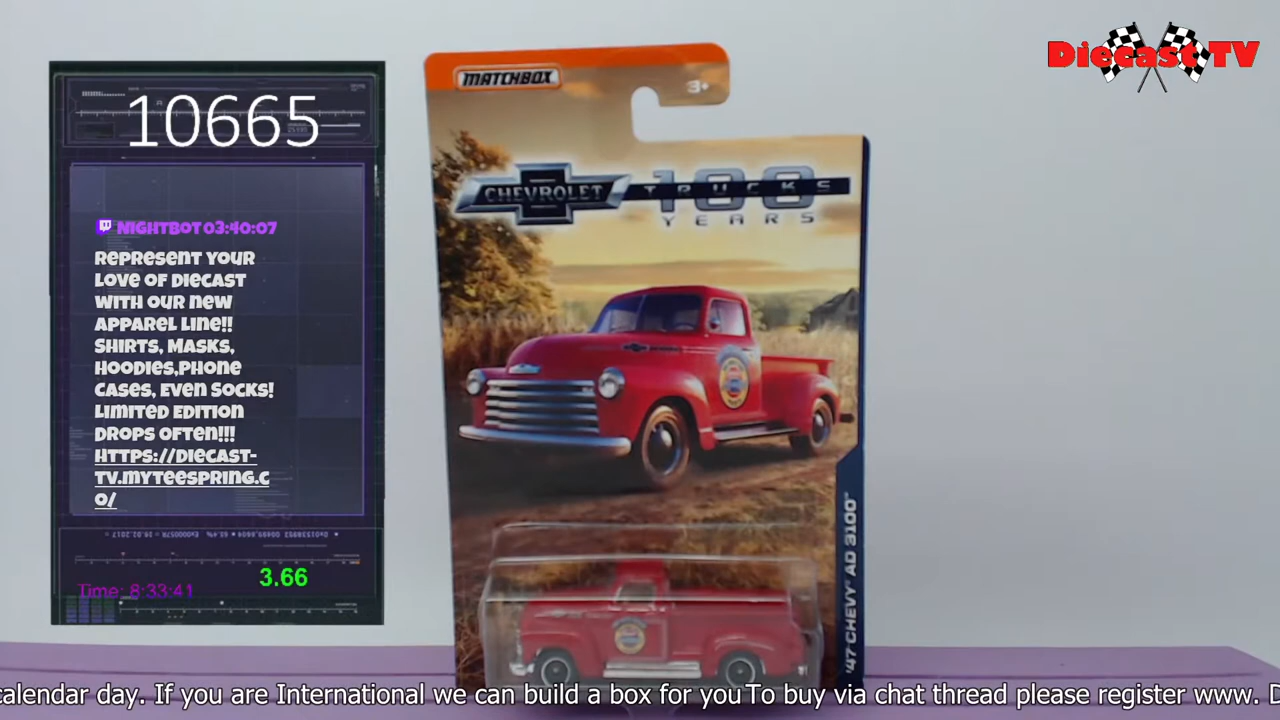 Diecast TV
10665
NIGHTBOT 03:40:07
REPRESENT YOUR
LOVE OF DIECAST
WITH OUR NEW
APPAREL LINE!!
SHIRTS, MASKS,
HOODIES,PHONE
CASES, EVEN SOCKS!
LIMITED EDITION
DROPS OFTEN!!!
HTTPS://DIECAST-
TV.MYTEESPRING.C
O/
3.66
Time: 8:33:41
MATCHBOX
3+
CHEVROLET TRUCKS
100
YEARS
'47 CHEVY AD 3100
calendar day. If you are International we can build a box for youTo buy via chat thread please register www. D